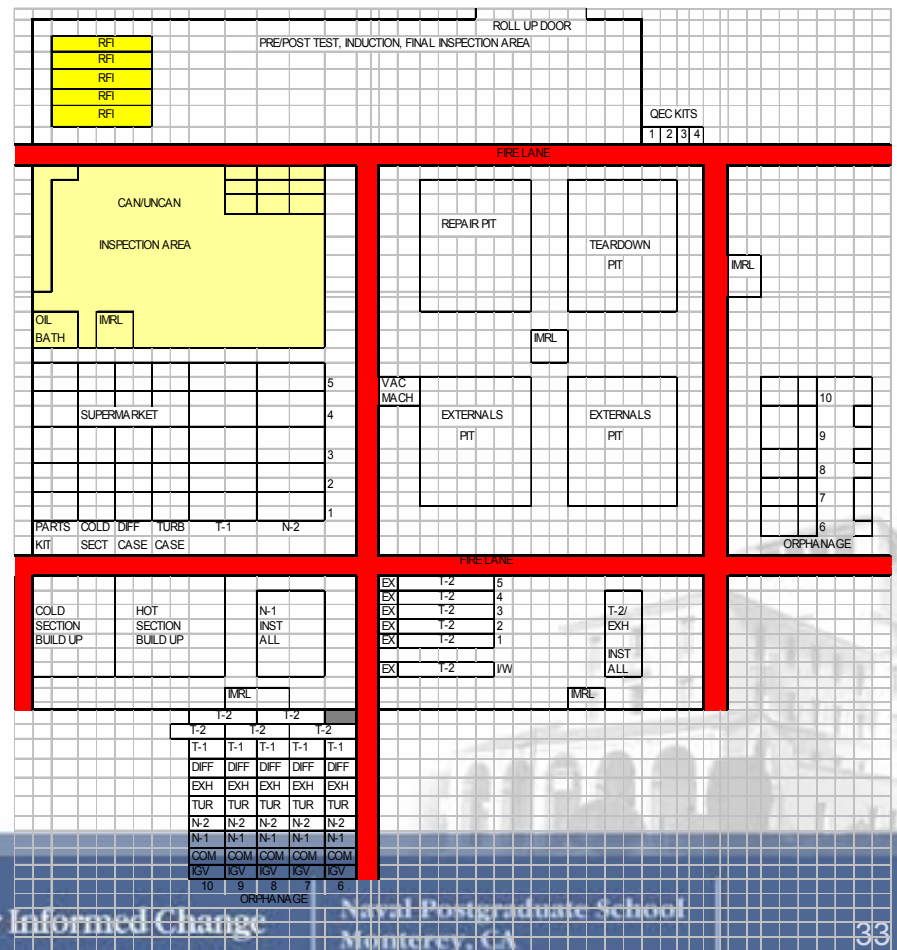 ROLL UP DOOR
RFI PRE/POST TEST, INDUCTION, FINAL INSPECTION AREA
RFI
RFI
RFI
RFI
QEC KITS
1 2 3 4
FIRE LANE
CAN/UNCAN
INSPECTION AREA
REPAIR PIT
TEARDOWN
PIT
IMRL
OIL
BATH
IMRL
IMRL
5
4
3
2
1
SUPERMARKET
PARTS COLD DIFF TURB T-1 N-2
KIT SECT CASE CASE
VAC
MACH
EXTERNALS
PIT
EXTERNALS
PIT
10
9
8
7
6
ORPHANAGE
FIRE LANE
COLD
SECTION
BUILD UP
HOT
SECTION
BUILD UP
N-1
INST
ALL
EX T-2 5
EX T-2 4
EX T-2 3
EX T-2 2
EX T-2 1
EX T-2 I/W
T-2/
EXH
INST
ALL
IMRL
IMRL
T-2 T-2
T-2 T-2 T-2
T-1 T-1 T-1 T-1 T-1
DIFF DIFF DIFF DIFF DIFF
EXH EXH EXH EXH EXH
TUR TUR TUR TUR TUR
N-2 N-2 N-2 N-2 N-2
N-1 N-1 N-1 N-1 N-1
COM COM COM COM COM
IGV IGV IGV IGV IGV
10 9 8 7 6
ORPHANAGE
Informed Change
Naval Postgraduate School
Monterey, CA
33